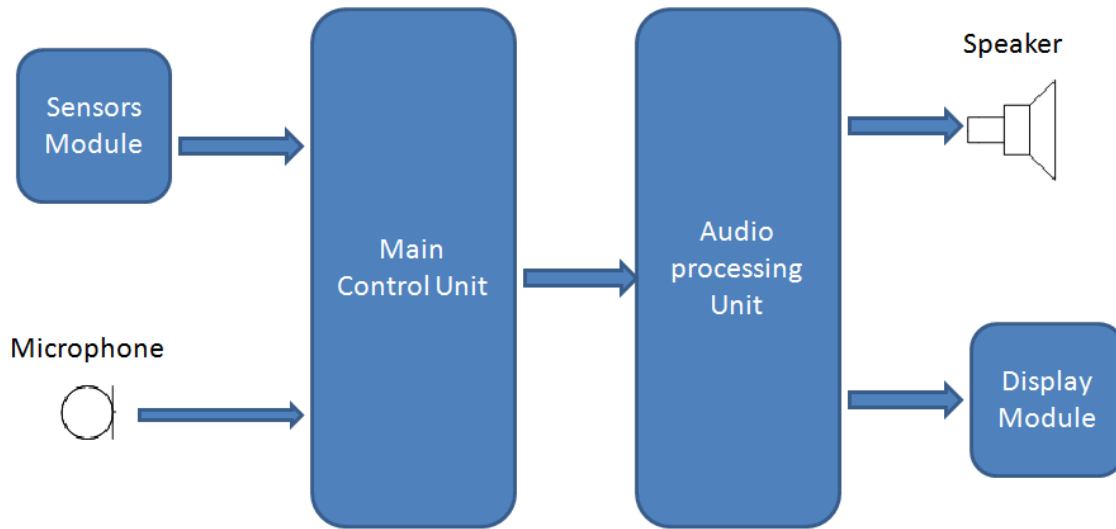 Sensors
Module
Microphone
Main
Control Unit
Audio
processing
Unit
Speaker
Display
Module